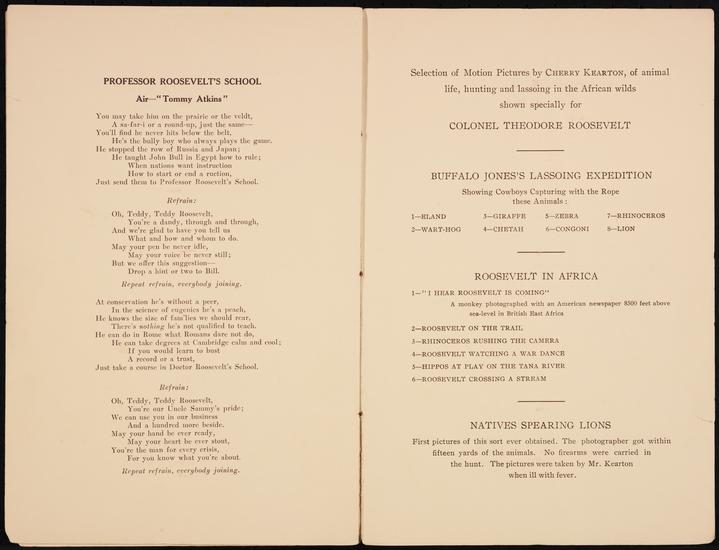 PROFESSOR ROOSEVELT'S SCHOOL
Air—"Tommy Atkins"
You may take him on the prairie or the veldt,
A sa-far-i or a round-up, just the same—
You'll find he never hits below the belt,
He's the bully boy who always plays the game.
He stopped the row of Russia and Japan;
He taught John Bull in Egypt how to rule;
When nations want instruction
How to start or end a ruction,
Just send them to Professor Roosevelt's School.
Refrain:
Oh, Teddy, Teddy Roosevelt,
You're a dandy, through and through,
And we're glad to have you tell us
What and how and whom to do.
May your pen be never idle,
May your voice be never still;
But we offer this suggestion—
Drop a hint or two to Bill.
Repeat refrain, everybody joining.
At conservation he's without a peer,
In the science of eugenics he's a peach,
He knows the size of fam'lies we should rear,
There's nothing he's not qualified to teach.
He can do in Rome what Romans dare not do,
He can take degrees at Cambridge calm and cool;
If you would learn to bust
A record or a trust,
Just take a course in Doctor Roosevelt's School.
Refrain:
Oh, Teddy, Teddy Roosevelt,
You're our Uncle Sammy's pride;
We can use you in our business
And a hundred more beside.
May your hand be ever ready,
May your heart be ever stout,
You're the man for every crisis,
For you know what you're about.
Repeat refrain, everybody joining.
Selection of Motion Pictures by CHERRY KEARTON, of animal
life, hunting and lassoing in the African wilds
shown specially for
COLONEL THEODORE ROOSEVELT
BUFFALO JONES'S LASSOING EXPEDITION
Showing Cowboys Capturing with the Rope
these Animals:
1—ELAND 3—GIRAFFE 5—ZEBRA 7—RHINOCEROS
2—WART-HOG 4—CHETAH 6—CONGONI 8—LION
ROOSEVELT IN AFRICA
1—"I HEAR ROOSEVELT IS COMING"
A monkey photographed with an American newspaper 8500 feet above
sea-level in British East Africa
2—ROOSEVELT ON THE TRAIL
3—RHINOCEROS RUSHING THE CAMERA
4—ROOSEVELT WATCHING A WAR DANCE
5—HIPPOS AT PLAY ON THE TANA RIVER
6—ROOSEVELT CROSSING A STREAM
NATIVES SPEARING LIONS
First pictures of this sort ever obtained. The photographer got within
fifteen yards of the animals. No firearms were carried in
the hunt. The pictures were taken by Mr. Kearton
when ill with fever.